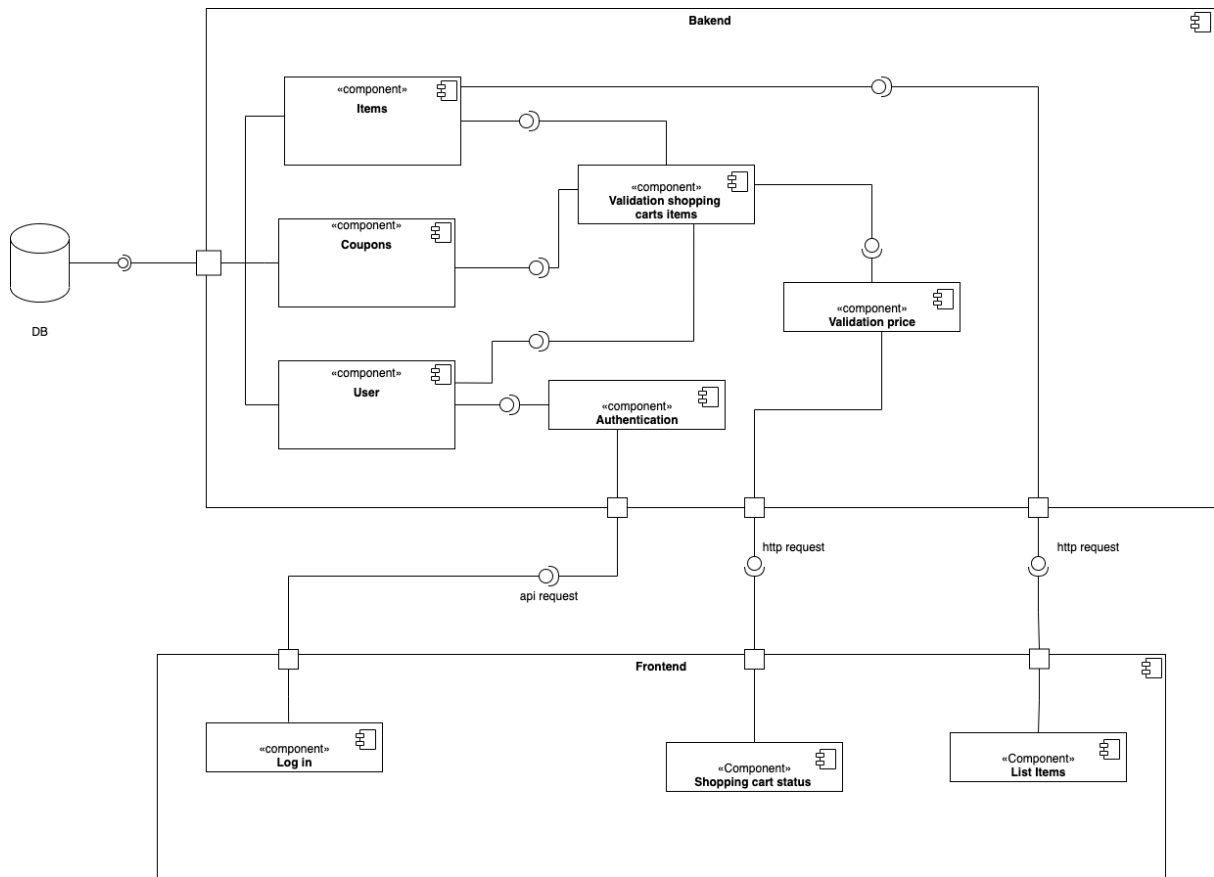 Bakend
«component»
Items
«component»
Validation shopping
carts items
«component»
Coupons
DB
«component»
Validation price
«component»
User
«component»
Authentication
http request
http request
api request
Frontend
«component»
Log in
«Component»
Shopping cart status
«Component»
List Items